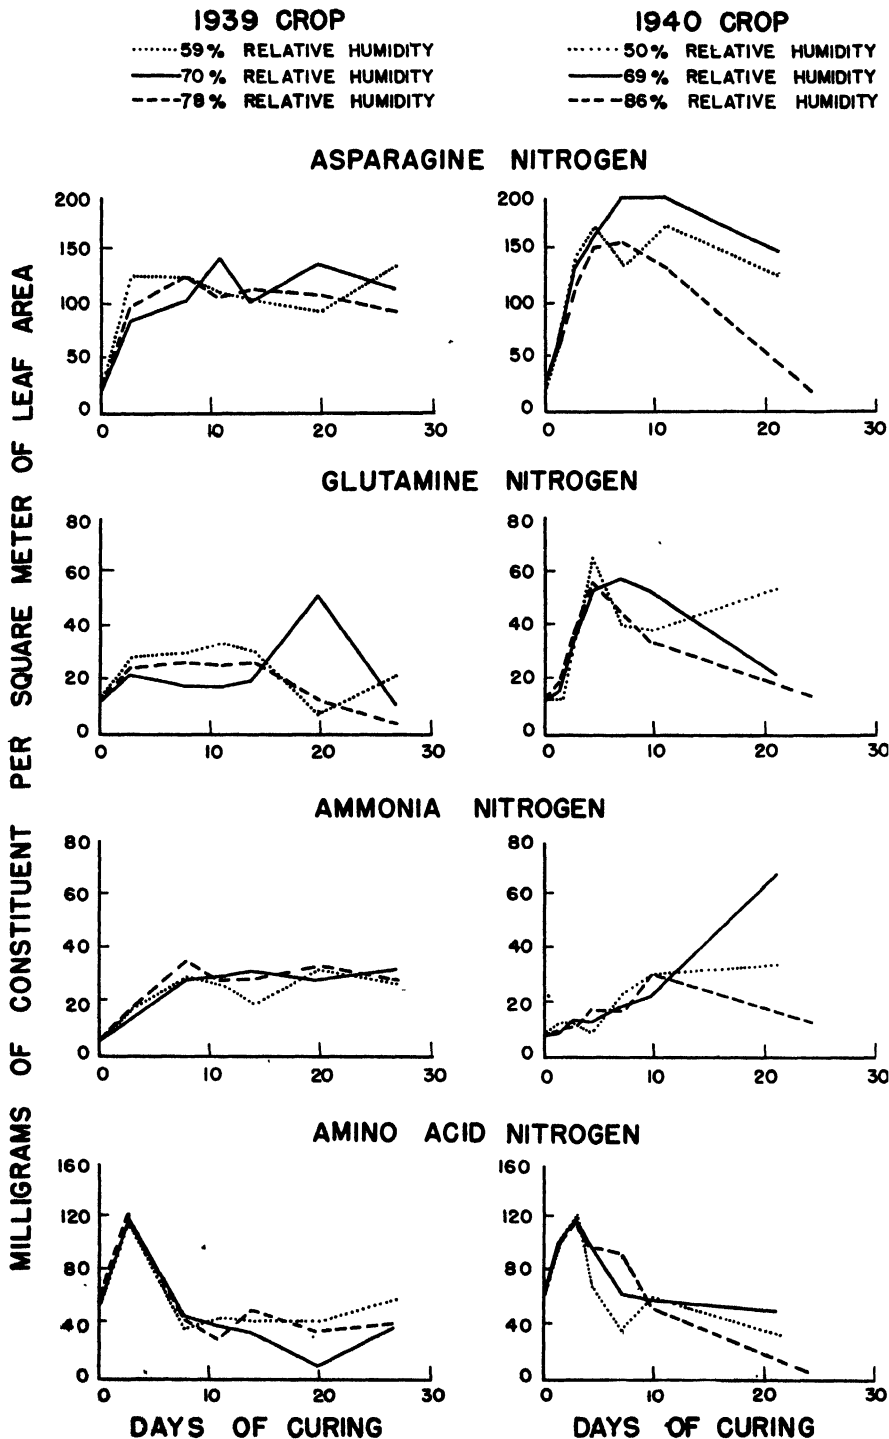 1939 CROP
59% RELATIVE HUMIDITY
70% RELATIVE HUMIDITY
78% RELATIVE HUMIDITY
1940 CROP
50% RELATIVE HUMIDITY
69% RELATIVE HUMIDITY
86% RELATIVE HUMIDITY
MILLIGRAMS OF CONSTITUENT PER SQUARE METER OF LEAF AREA
ASPARAGINE NITROGEN
200
150
100
50
0
0 10 20 30
200
150
100
50
0
0 10 20 30
GLUTAMINE NITROGEN
80
60
40
20
0
0 10 20 30
80
60
40
20
0
0 10 20 30
AMMONIA NITROGEN
80
60
40
20
0
0 10 20 30
80
60
40
20
0
0 10 20 30
AMINO ACID NITROGEN
160
120
80
40
0
0 10 20 30
160
120
80
40
0
0 10 20 30
DAYS OF CURING
DAYS OF CURING